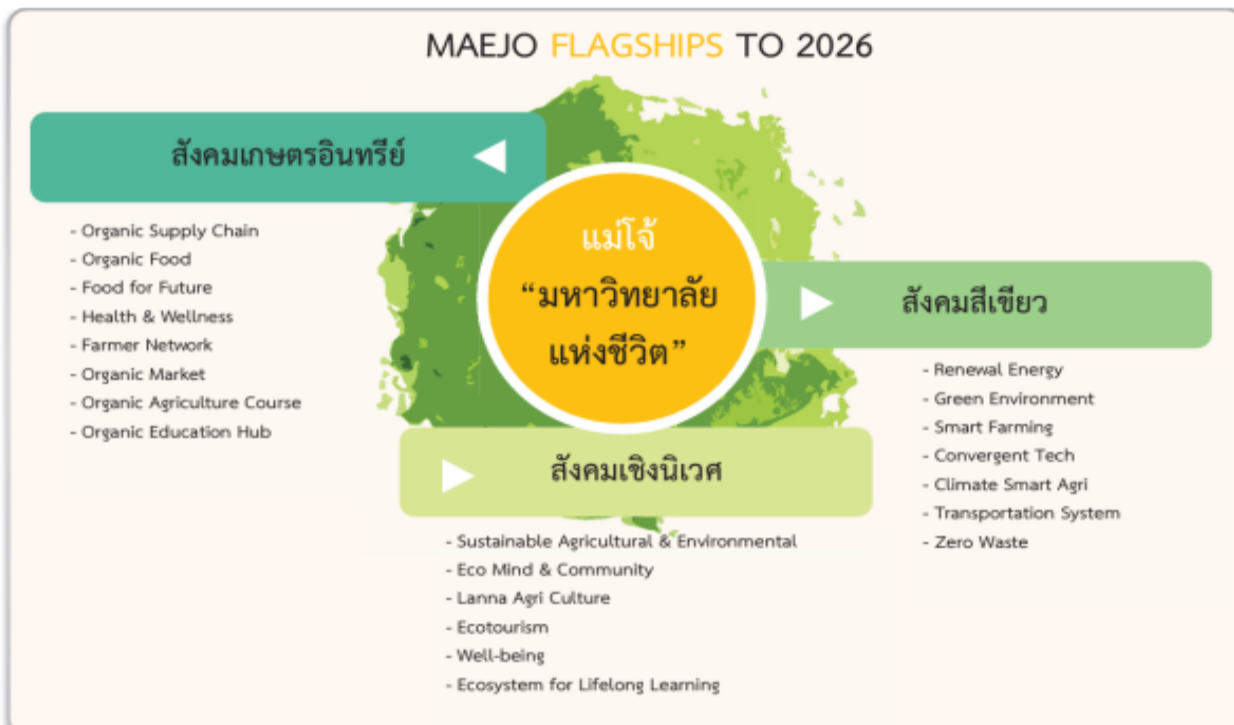 MAEJO FLAGSHIPS TO 2026
สังคมเกษตรอินทรีย์
- Organic Supply Chain
- Organic Food
- Food for Future
- Health & Wellness
- Farmer Network
- Organic Market
- Organic Agriculture Course
- Organic Education Hub
แม่โจ้
“มหาวิทยาลัย
แห่งชีวิต”
สังคมสีเขียว
- Renewal Energy
- Green Environment
- Smart Farming
- Convergent Tech
- Climate Smart Agri
- Transportation System
- Zero Waste
สังคมเชิงนิเวศ
- Sustainable Agricultural & Environmental
- Eco Mind & Community
- Lanna Agri Culture
- Ecotourism
- Well-being
- Ecosystem for Lifelong Learning